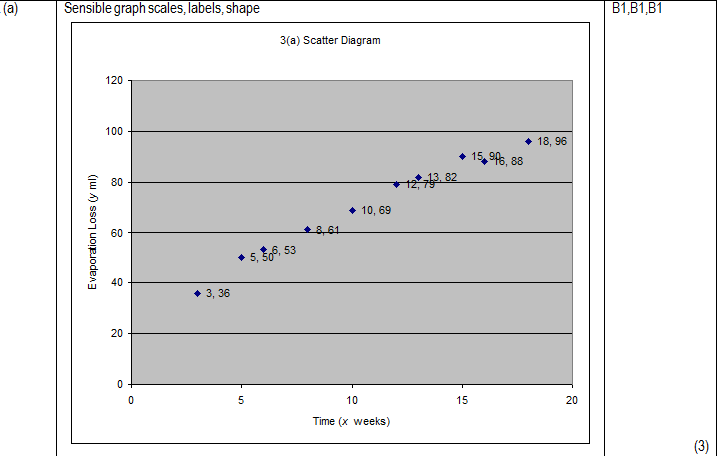 (a)
Sensible graph scales, labels, shape
B1,B1,B1
3(a) Scatter Diagram
120
100
80
60
40
20
0
Evaporation Loss (y ml)
18, 96
15, 90
16, 88
13, 82
12, 79
10, 69
8, 61
6, 53
5, 50
3, 36
0 5 10 15 20
Time (x weeks)
(3)